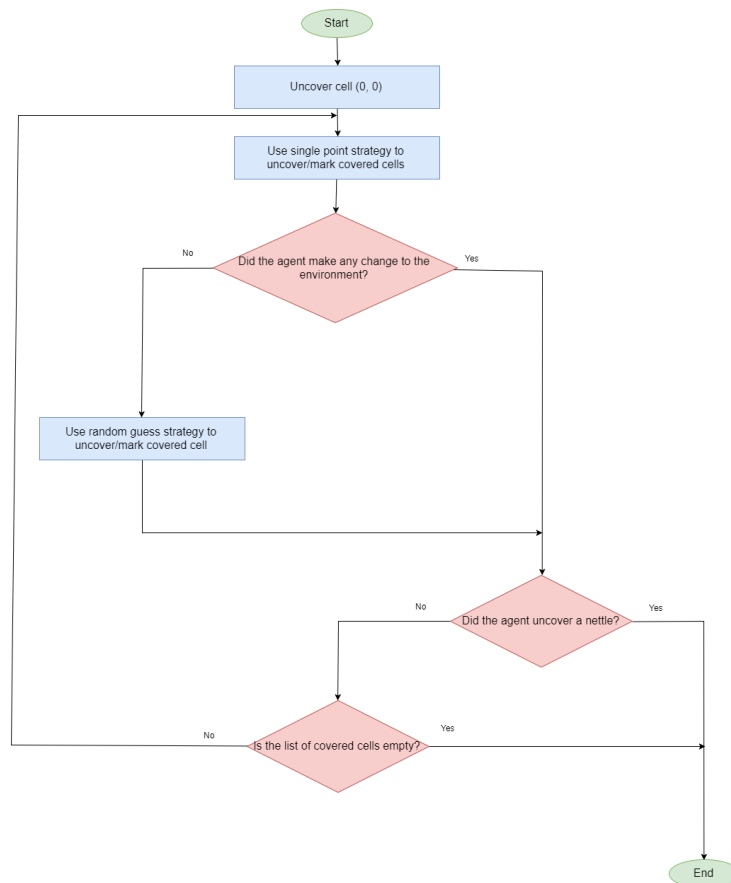 Start
Uncover cell (0, 0)
Use single point strategy to
uncover/mark covered cells
Did the agent make any change to the
environment?
No
Yes
Use random guess strategy to
uncover/mark covered cell
Did the agent uncover a nettle?
No
Yes
Is the list of covered cells empty?
No
Yes
End